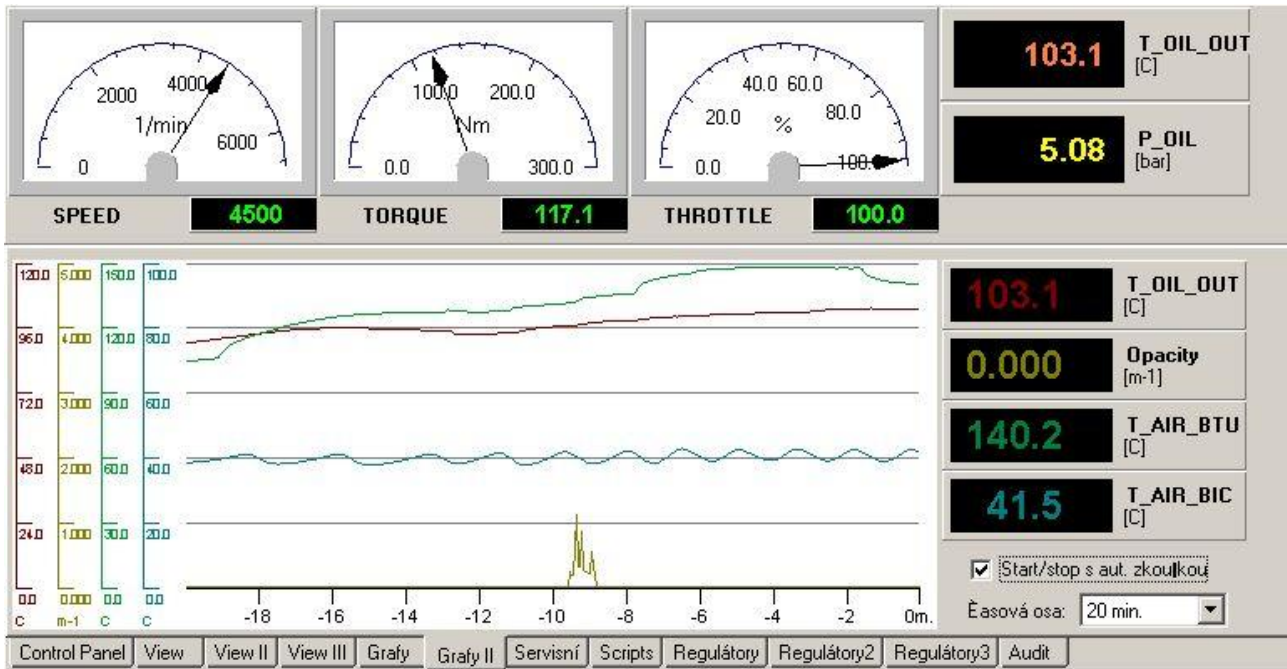 2000
4000
6000
0
1/min
SPEED
4500
100.0
200.0
0.0
300.0
Nm
TORQUE
117.1
0.0
20.0
40.0
60.0
80.0
100.0
%
THROTTLE
100.0
103.1
T_OIL_OUT
[C]
5.08
P_OIL
[bar]
120.0 5.000 150.0 100.0
96.0 4.000 120.0 80.0
72.0 3.000 90.0 60.0
48.0 2.000 60.0 40.0
24.0 1.000 30.0 20.0
0.0 0.000 0.0 0.0
C m-1 C C
-18 -16 -14 -12 -10 -8 -6 -4 -2 0m.
103.1
T_OIL_OUT
[C]
0.000
Opacity
[m-1]
140.2
T_AIR_BTU
[C]
41.5
T_AIR_BIC
[C]
Start/stop s aut. zkouıkou
Èasová osa: 20 min.
Control Panel View View II View III Grafy Grafy II Servisní Scripts Regulátory Regulátory2 Regulátory3 Audit